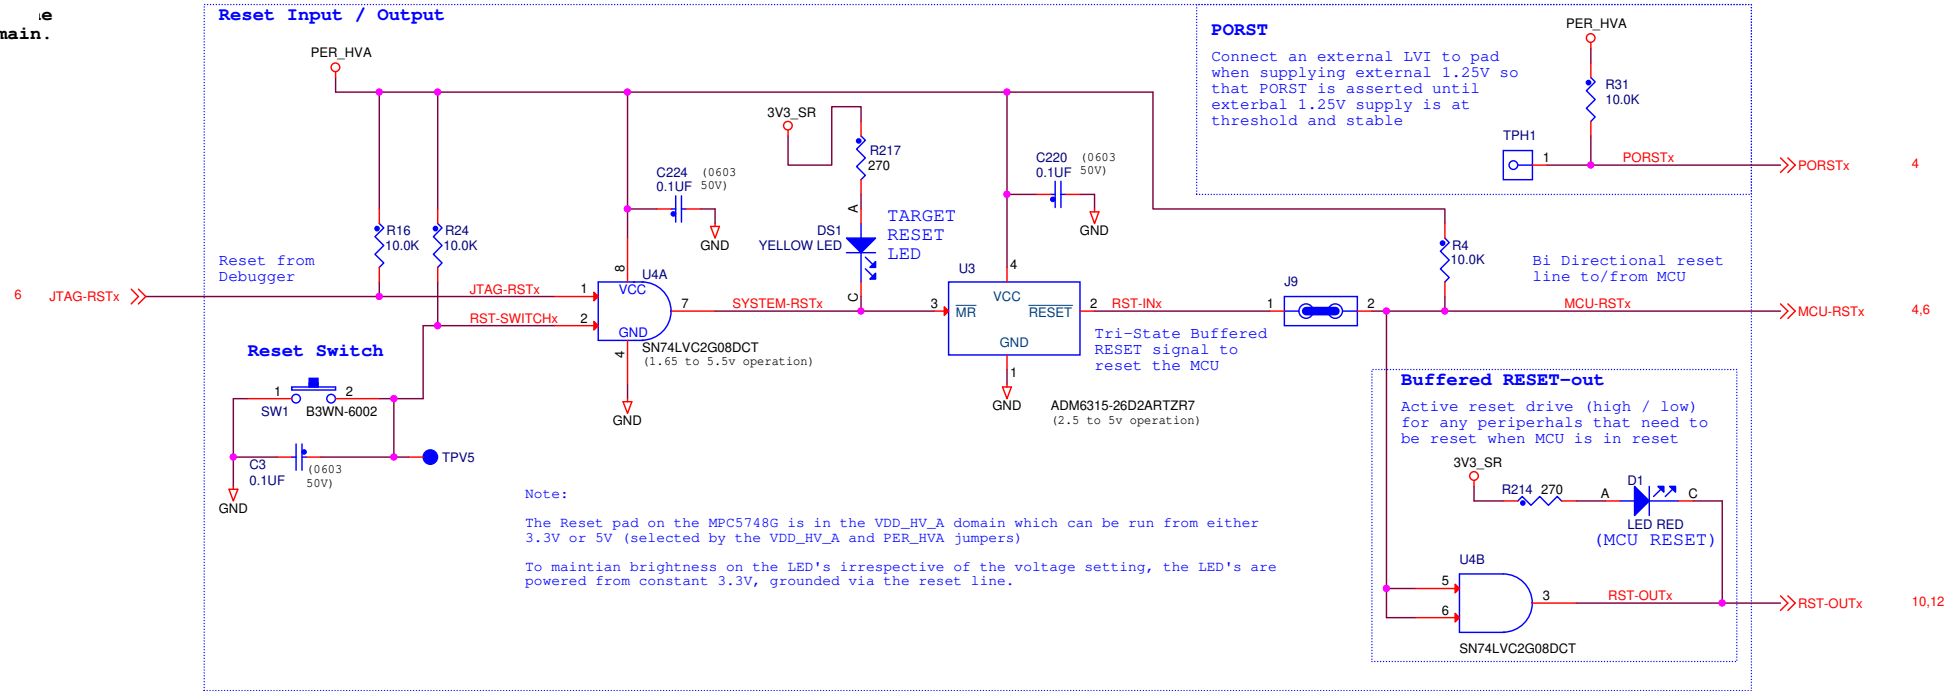 main.
Reset Input / Output
PER_HVA
R16
10.0K
R24
10.0K
Reset from
Debugger
6
JTAG-RSTx
JTAG-RSTx
1
RST-SWITCHx
2
8
U4A
VCC
GND
4
7
SN74LVC2G08DCT
(1.65 to 5.5v operation)
GND
C224
0.1UF
(0603
50V)
GND
Reset Switch
1
2
SW1
B3WN-6002
C3
0.1UF
(0603
50V)
TPV5
GND
3V3_SR
R217
270
A
DS1
YELLOW LED
TARGET
RESET
LED
C
SYSTEM-RSTx
3
U3
4
VCC
MR
RESET
GND
1
2
GND
ADM6315-26D2ARTZR7
(2.5 to 5v operation)
C220
0.1UF
(0603
50V)
GND
RST-INx
Tri-State Buffered
RESET signal to
reset the MCU
J9
1
2
R4
10.0K
Bi Directional reset
line to/from MCU
MCU-RSTx
MCU-RSTx
4,6
PORST
Connect an external LVI to pad
when supplying external 1.25V so
that PORST is asserted until
exterbal 1.25V supply is at
threshold and stable
PER_HVA
R31
10.0K
TPH1
1
PORSTx
PORSTx
4
Buffered RESET-out
Active reset drive (high / low)
for any periperhals that need to
be reset when MCU is in reset
3V3_SR
R214
270
A
D1
C
LED RED
(MCU RESET)
U4B
5
6
3
SN74LVC2G08DCT
RST-OUTx
RST-OUTx
10,12
Note:
The Reset pad on the MPC5748G is in the VDD_HV_A domain which can be run from either
3.3V or 5V (selected by the VDD_HV_A and PER_HVA jumpers)
To maintian brightness on the LED's irrespective of the voltage setting, the LED's are
powered from constant 3.3V, grounded via the reset line.